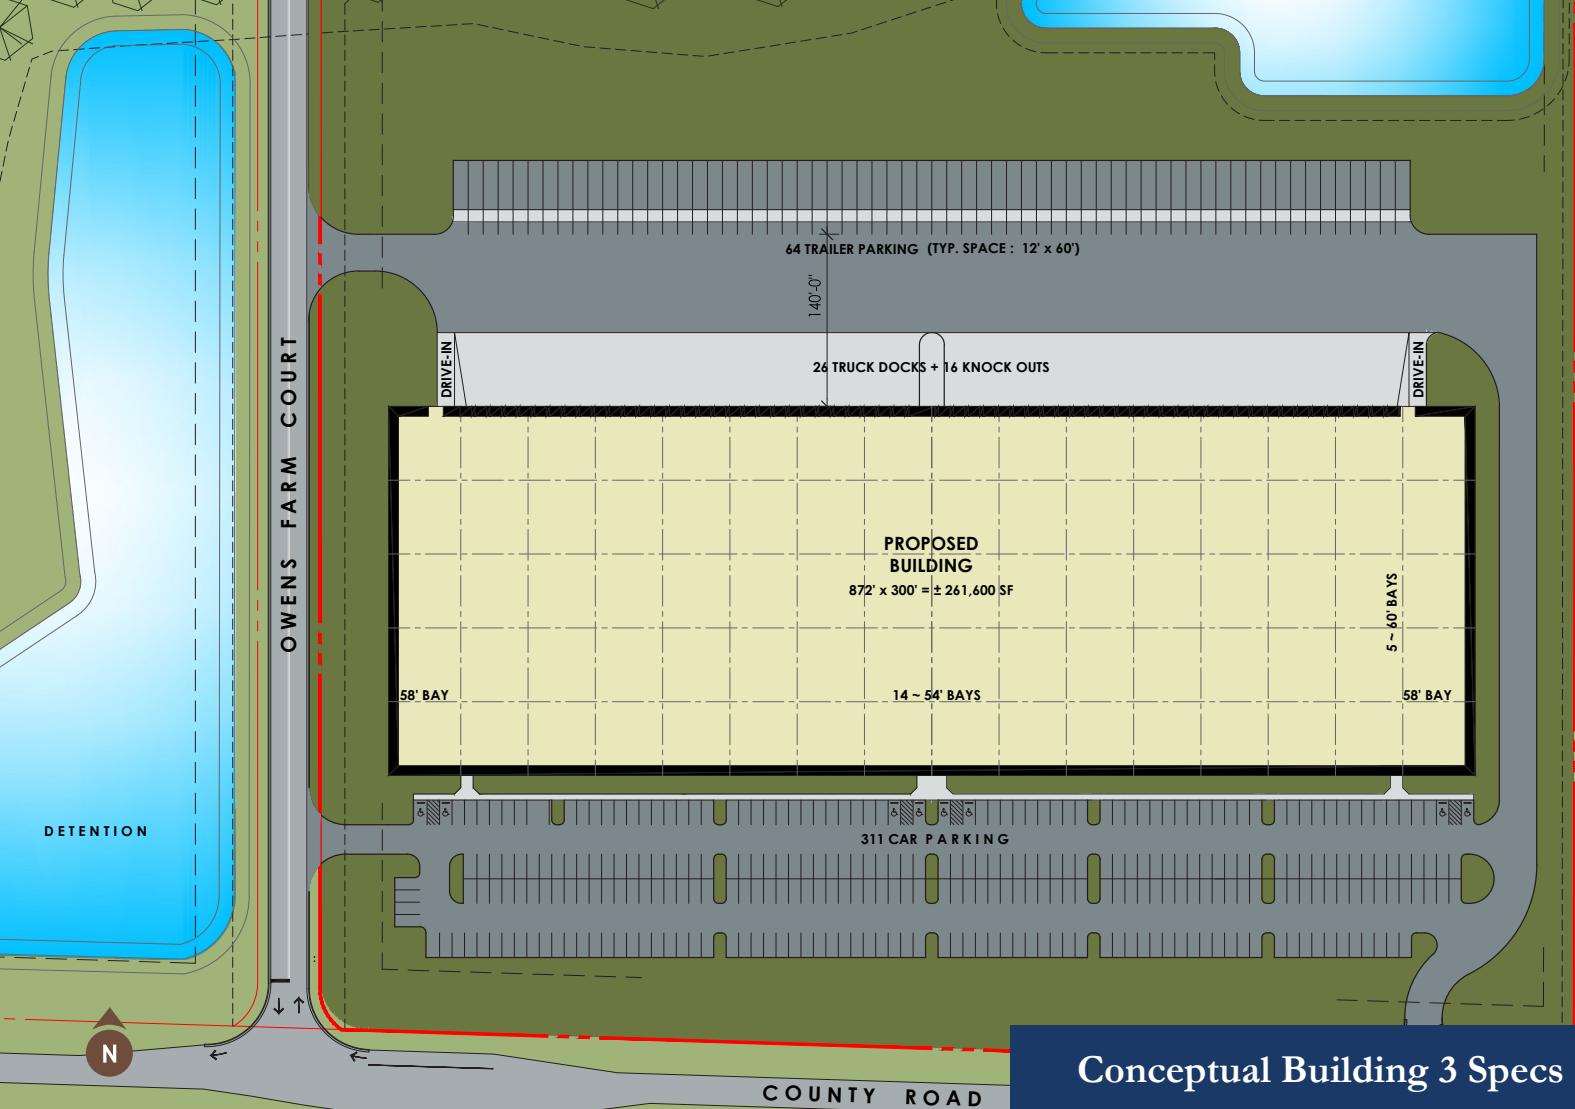 64 TRAILER PARKING (TYP. SPACE : 12' x 60')
140'-0"
DRIVE-IN
26 TRUCK DOCKS + 16 KNOCK OUTS
DRIVE-IN
OWENS FARM COURT
PROPOSED
BUILDING
872' x 300' = ± 261,600 SF
5 ~ 60' BAYS
58' BAY
14 ~ 54' BAYS
58' BAY
DETENTION
311 CAR PARKING
N
COUNTY ROAD
Conceptual Building 3 Specs